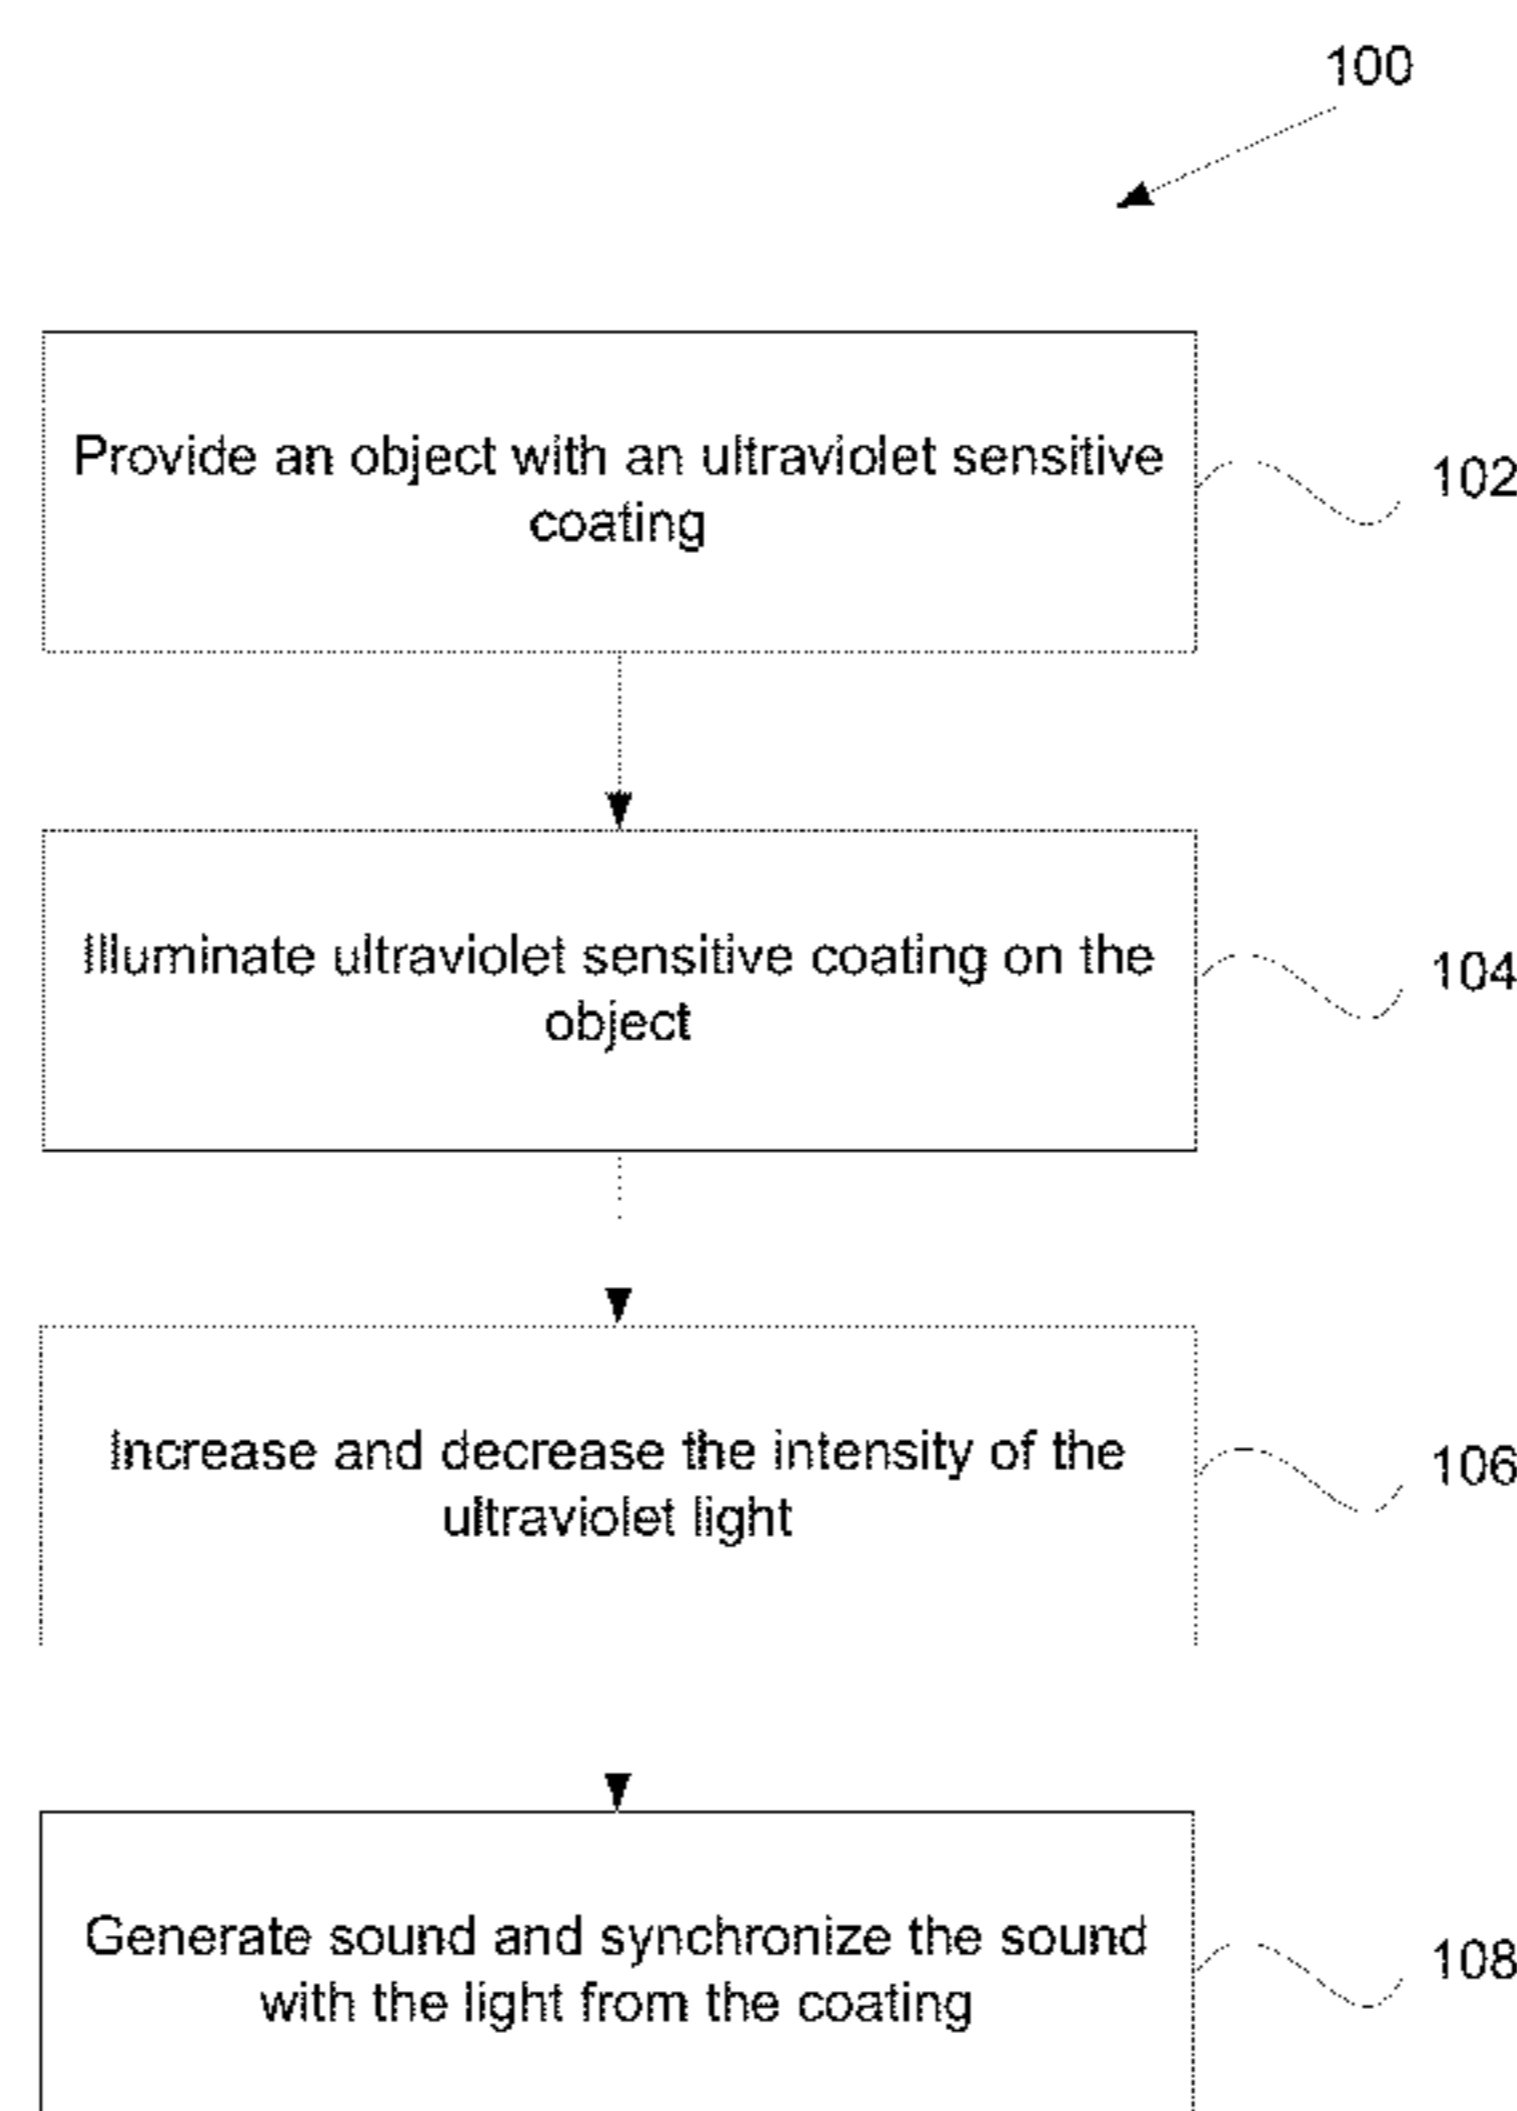 100
Provide an object with an ultraviolet sensitive
coating
102
Illuminate ultraviolet sensitive coating on the
object
104
Increase and decrease the intensity of the
ultraviolet light
106
Generate sound and synchronize the sound
with the light from the coating
108